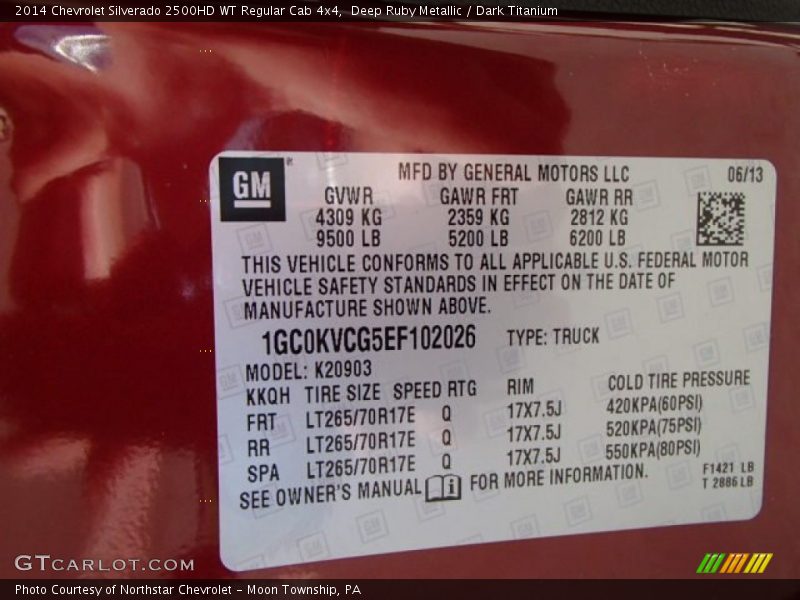 2014 Chevrolet Silverado 2500HD WT Regular Cab 4x4, Deep Ruby Metallic / Dark Titanium
GM
MFD BY GENERAL MOTORS LLC 06/13
GVWR GAWR FRT GAWR RR
4309 KG 2359 KG 2812 KG
9500 LB 5200 LB 6200 LB
THIS VEHICLE CONFORMS TO ALL APPLICABLE U.S. FEDERAL MOTOR
VEHICLE SAFETY STANDARDS IN EFFECT ON THE DATE OF
MANUFACTURE SHOWN ABOVE.
1GC0KVCG5EF102026 TYPE: TRUCK
MODEL: K20903
KKQH TIRE SIZE SPEED RTG RIM COLD TIRE PRESSURE
FRT LT265/70R17E Q 17X7.5J 420KPA(60PSI)
RR LT265/70R17E Q 17X7.5J 520KPA(75PSI)
SPA LT265/70R17E Q 17X7.5J 550KPA(80PSI)
SEE OWNER'S MANUAL FOR MORE INFORMATION.
F1421 LB
T 2886 LB
GTCARLOT.COM
Photo Courtesy of Northstar Chevrolet - Moon Township, PA